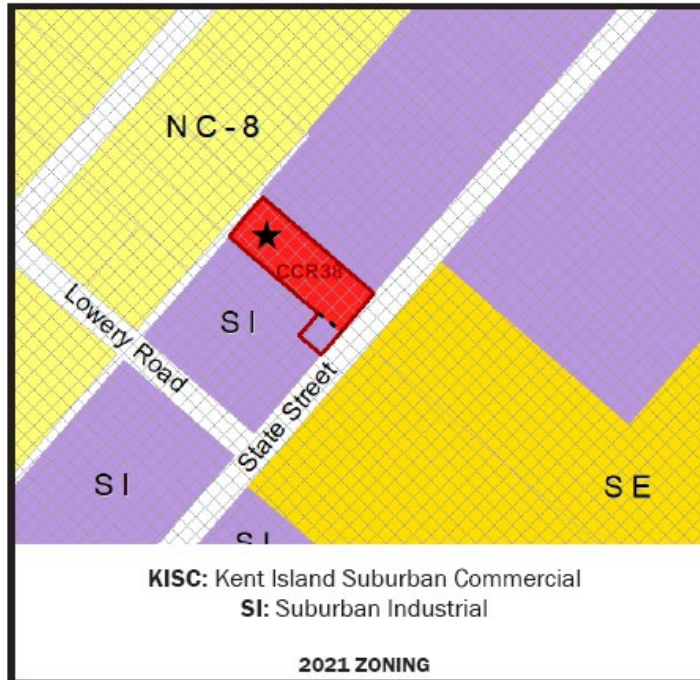 N C - 8
CCR38
S I
Lowery Road
State Street
S I
S E
S I
KISC: Kent Island Suburban Commercial
SI: Suburban Industrial
2021 ZONING